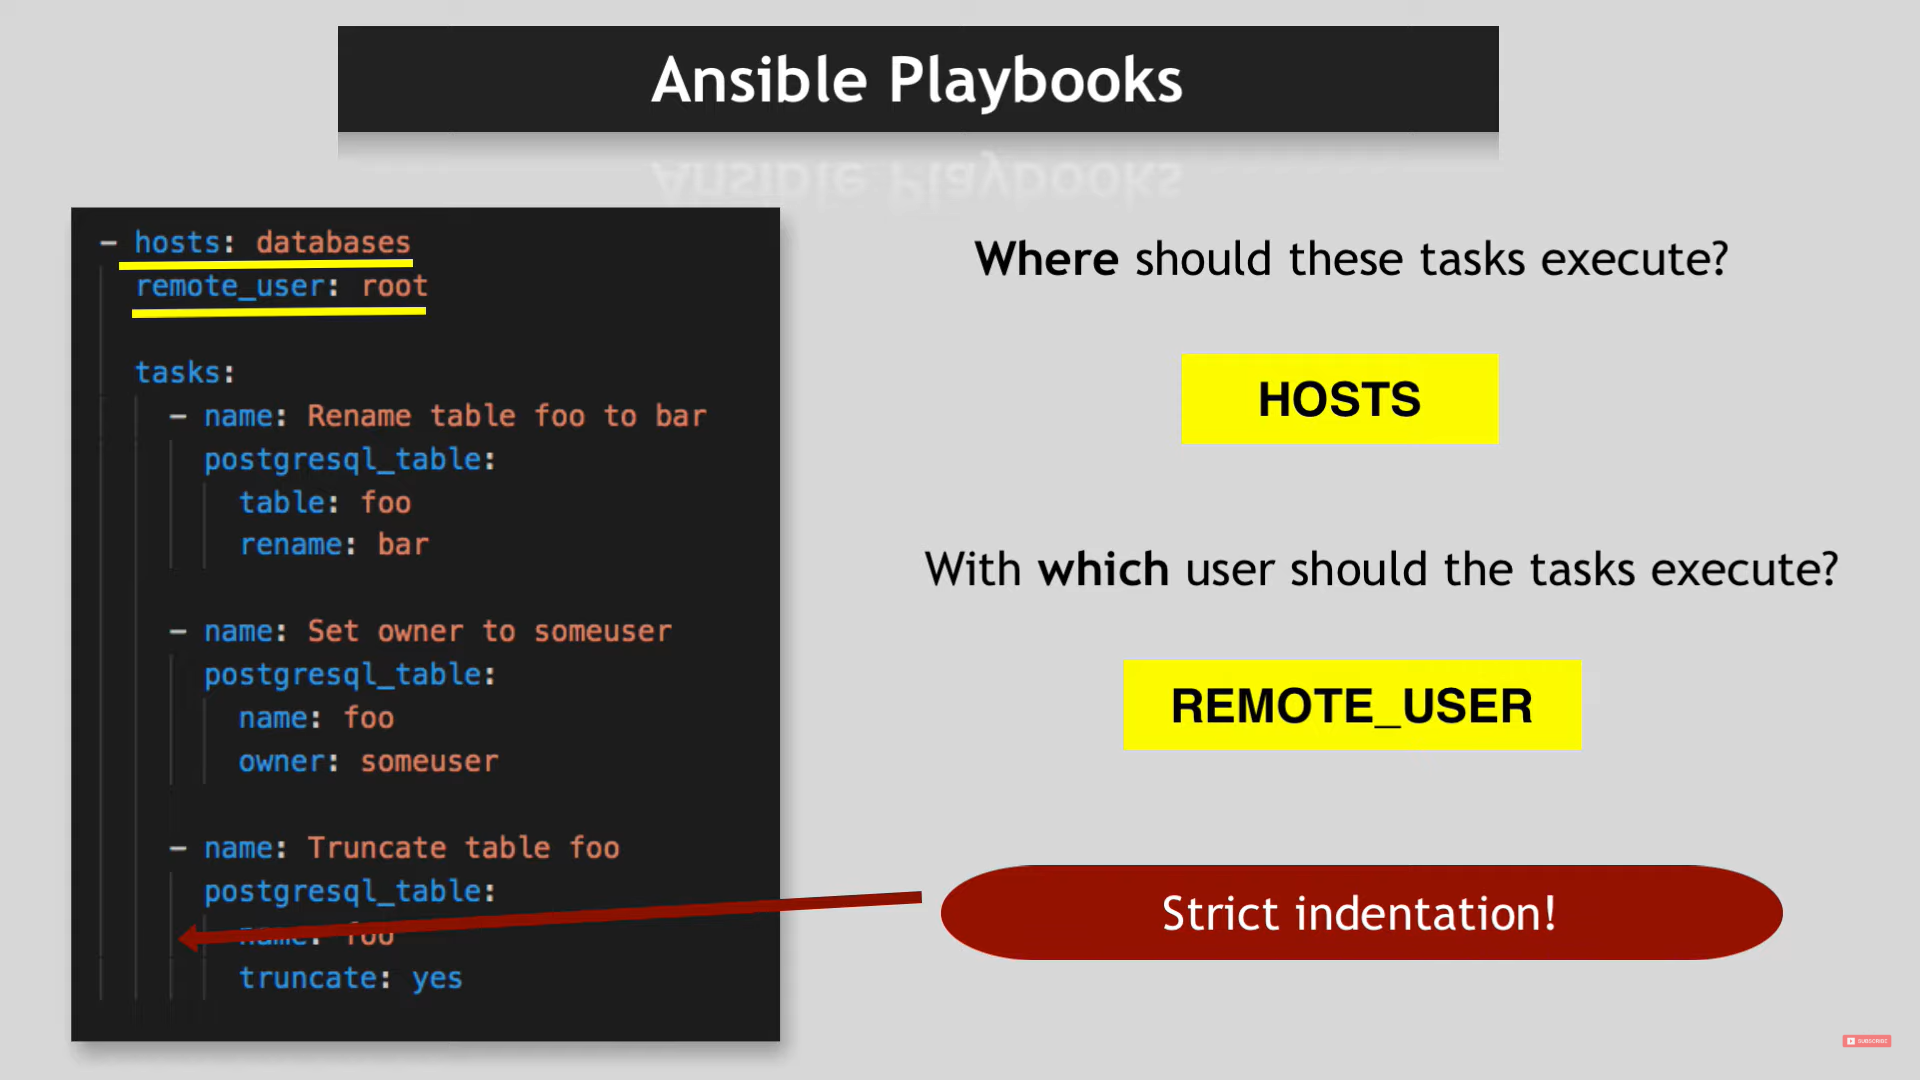 Ansible Playbooks
- hosts: databases
remote_user: root
tasks:
- name: Rename table foo to bar
postgresql_table:
table: foo
rename: bar
- name: Set owner to someuser
postgresql_table:
name: foo
owner: someuser
- name: Truncate table foo
postgresql_table:
name: foo
truncate: yes
Where should these tasks execute?
HOSTS
With which user should the tasks execute?
REMOTE_USER
Strict indentation!
SUBSCRIBE